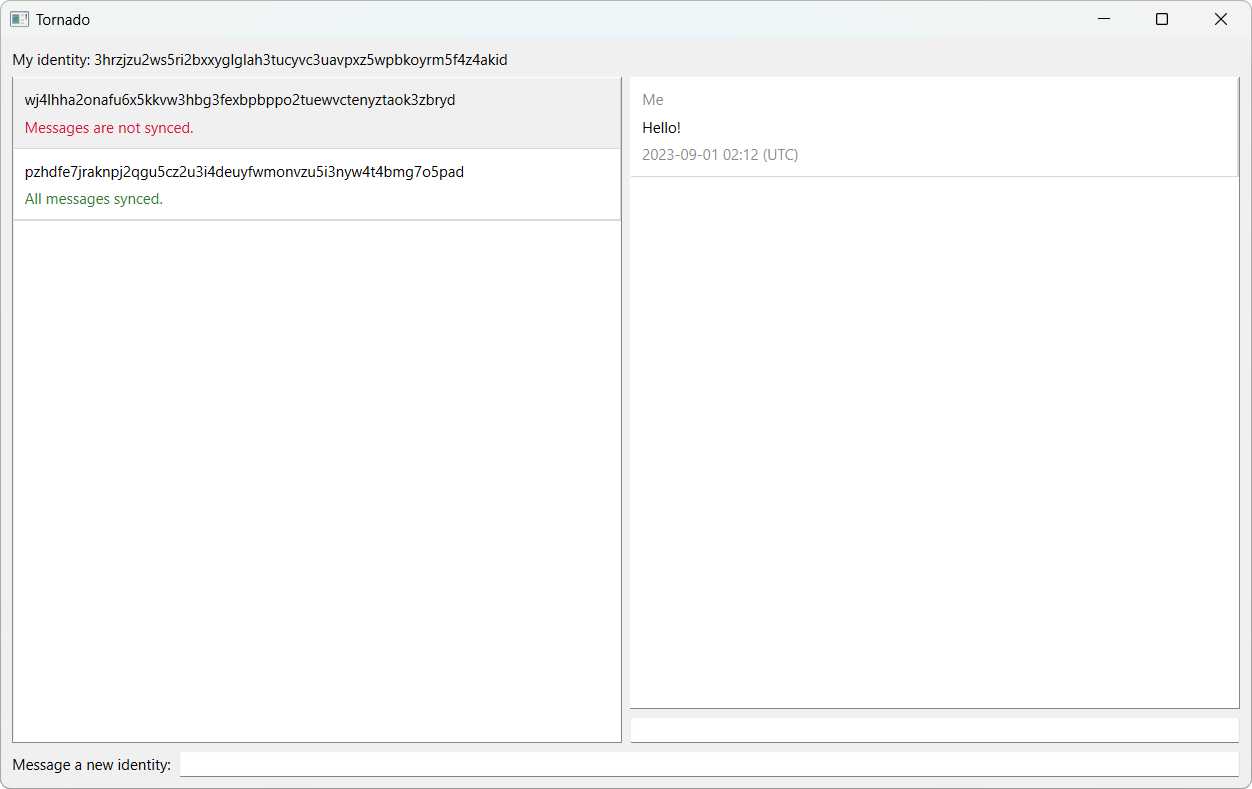 Tornado
My identity: 3hrzjzu2ws5ri2bxxyglglah3tucyvc3uavpxz5wpbkoyrm5f4z4akid
wj4lhha2onafu6x5kkvw3hbg3fexbpbppo2tuewvctenyztaok3zbryd
Messages are not synced.
pzhdfe7jraknpj2qgu5cz2u3i4deuyfwmonvzu5i3nyw4t4bmg7o5pad
All messages synced.
Me
Hello!
2023-09-01 02:12 (UTC)
Message a new identity: